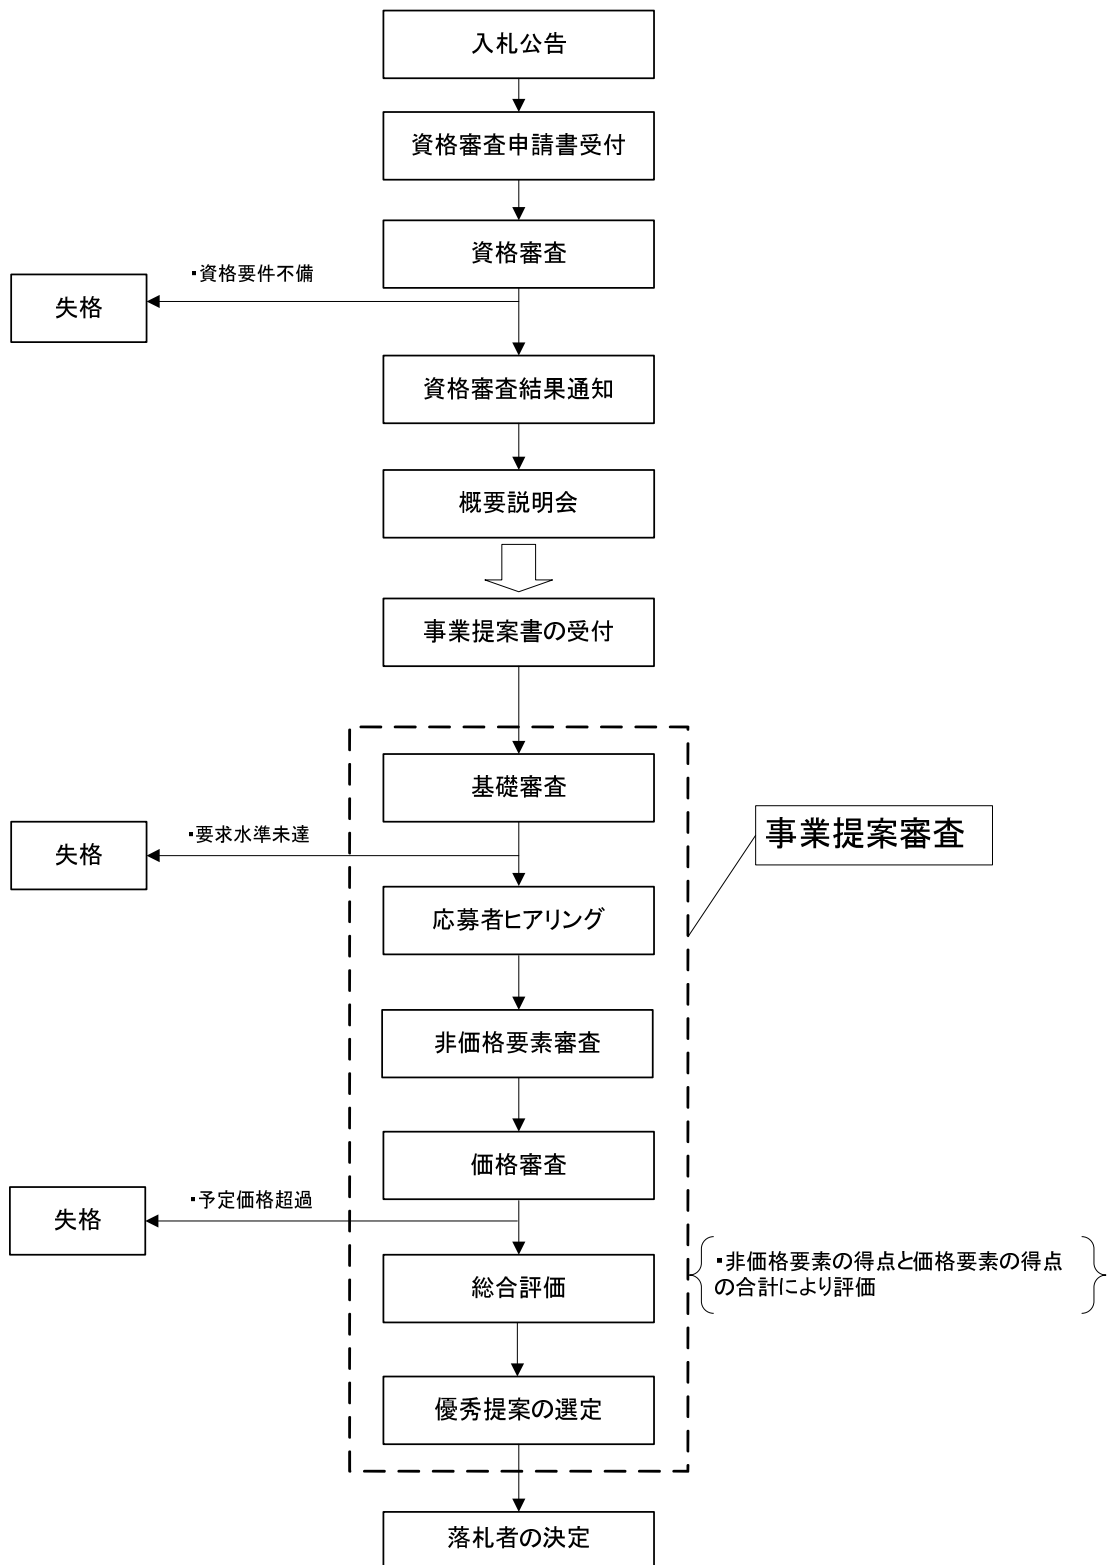 入札公告
資格審査申請書受付
資格審査
・資格要件不備
失格
資格審査結果通知
概要説明会
事業提案書の受付
基礎審査
事業提案審査
・要求水準未達
失格
応募者ヒアリング
非価格要素審査
価格審査
・予定価格超過
失格
総合評価
・非価格要素の得点と価格要素の得点
の合計により評価
優秀提案の選定
落札者の決定